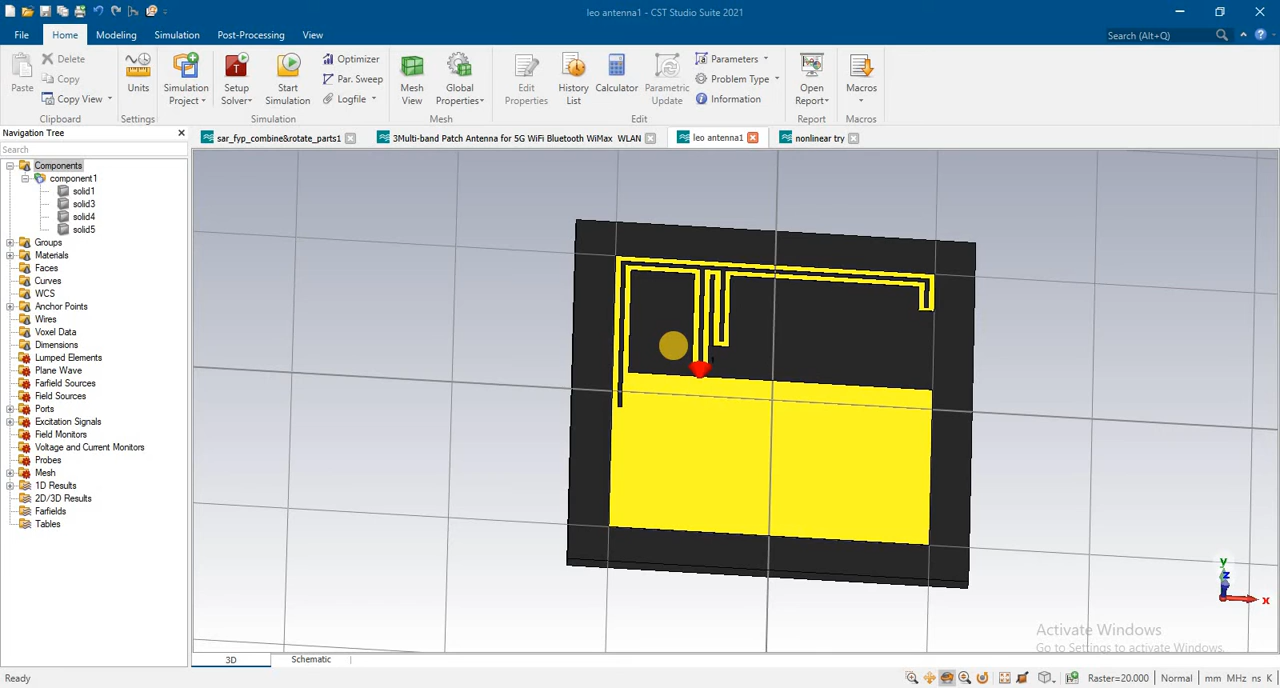 leo antenna1 - CST Studio Suite 2021
File Home Modeling Simulation Post-Processing View Search (Alt+Q)
Paste
Delete
Copy
Copy View
Clipboard
Units
Settings
Simulation Project
Setup Solver
Start Simulation
Optimizer
Par. Sweep
Logfile
Simulation
Mesh View
Global Properties
Mesh
Edit Properties
History List
Calculator
Parametric Update
Parameters
Problem Type
Information
Edit
Open Report
Report
Macros
Macros
Navigation Tree
sar_fyp_combine&rotate_parts1 3Multi-band Patch Antenna for 5G WiFi Bluetooth WiMax WLAN leo antenna1 nonlinear try
Search
Components
component1
solid1
solid3
solid4
solid5
Groups
Materials
Faces
Curves
WCS
Anchor Points
Wires
Voxel Data
Dimensions
Lumped Elements
Plane Wave
Farfield Sources
Field Sources
Ports
Excitation Signals
Field Monitors
Voltage and Current Monitors
Probes
Mesh
1D Results
2D/3D Results
Farfields
Tables
1
y
z
x
Activate Windows
Go to Settings to activate Windows.
3D Schematic
Ready Raster=20.000 Normal mm MHz ns K